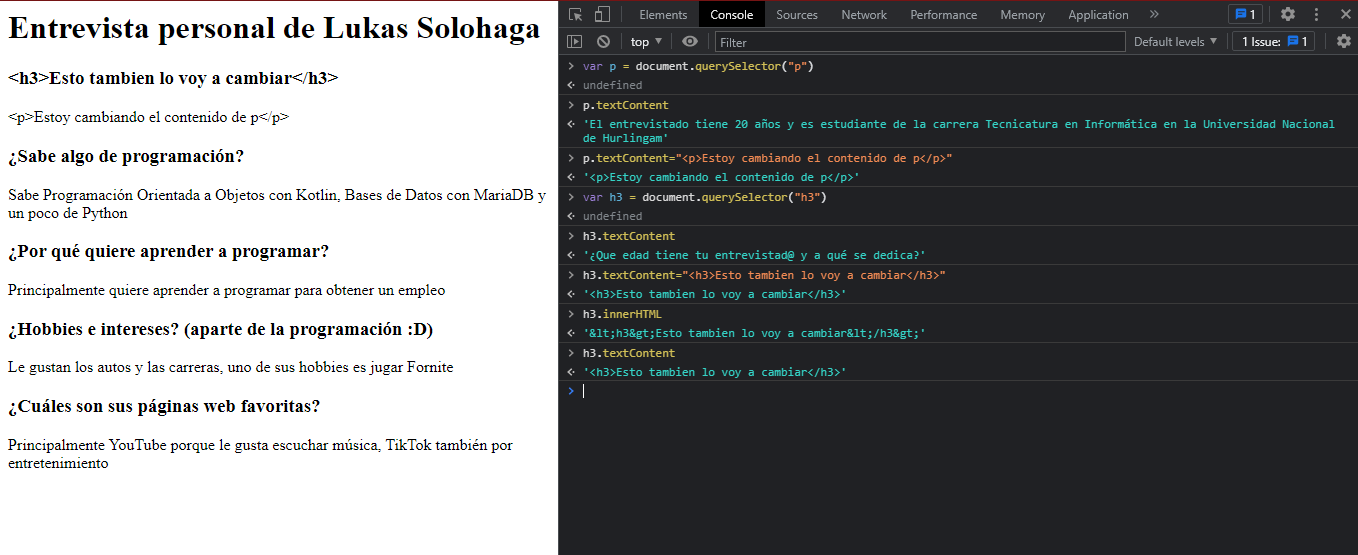 Entrevista personal de Lukas Solohaga
<h3>Esto tambien lo voy a cambiar</h3>
<p>Estoy cambiando el contenido de p</p>
¿Sabe algo de programación?
Sabe Programación Orientada a Objetos con Kotlin, Bases de Datos con MariaDB y
un poco de Python
¿Por qué quiere aprender a programar?
Principalmente quiere aprender a programar para obtener un empleo
¿Hobbies e intereses? (aparte de la programación :D)
Le gustan los autos y las carreras, uno de sus hobbies es jugar Fornite
¿Cuáles son sus páginas web favoritas?
Principalmente YouTube porque le gusta escuchar música, TikTok también por
entretenimiento
Elements Console Sources Network Performance Memory Application » 1
top ▼ Filter Default levels ▼ 1 Issue: 1
> var p = document.querySelector("p")
undefined
> p.textContent
'El entrevistado tiene 20 años y es estudiante de la carrera Tecnicatura en Informática en la Universidad Nacional
de Hurlingam'
> p.textContent="<p>Estoy cambiando el contenido de p</p>"
'<p>Estoy cambiando el contenido de p</p>'
> var h3 = document.querySelector("h3")
undefined
> h3.textContent
'¿Que edad tiene tu entrevistad@ y a qué se dedica?'
> h3.textContent="<h3>Esto tambien lo voy a cambiar</h3>"
'<h3>Esto tambien lo voy a cambiar</h3>'
> h3.innerHTML
'&lt;h3&gt;Esto tambien lo voy a cambiar&lt;/h3&gt;'
> h3.textContent
'<h3>Esto tambien lo voy a cambiar</h3>'
>